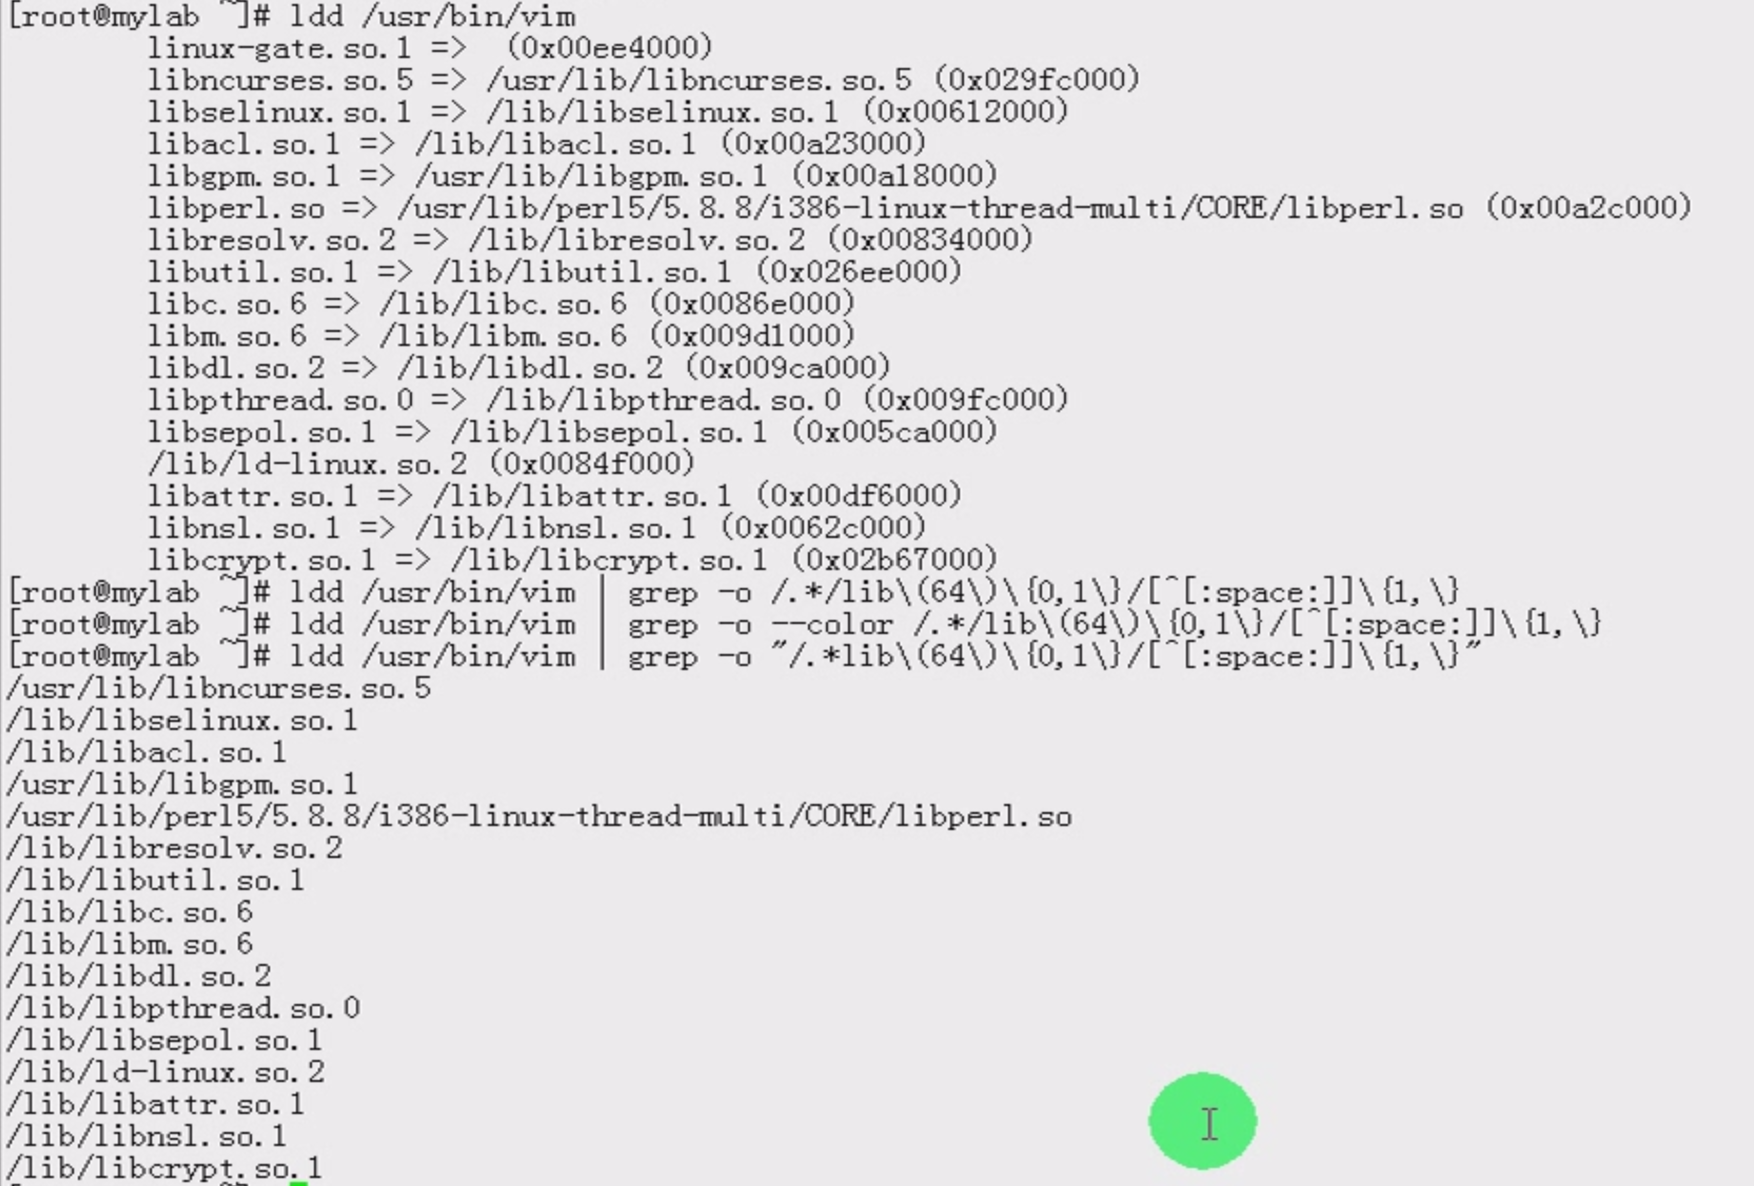 [root@mylab ~]# ldd /usr/bin/vim
linux-gate.so.1 =>  (0x00ee4000)
libncurses.so.5 => /usr/lib/libncurses.so.5 (0x029fc000)
libselinux.so.1 => /lib/libselinux.so.1 (0x00612000)
libacl.so.1 => /lib/libacl.so.1 (0x00a23000)
libgpm.so.1 => /usr/lib/libgpm.so.1 (0x00a18000)
libperl.so => /usr/lib/perl5/5.8.8/i386-linux-thread-multi/CORE/libperl.so (0x00a2c000)
libresolv.so.2 => /lib/libresolv.so.2 (0x00834000)
libutil.so.1 => /lib/libutil.so.1 (0x026ee000)
libc.so.6 => /lib/libc.so.6 (0x0086e000)
libm.so.6 => /lib/libm.so.6 (0x009d1000)
libdl.so.2 => /lib/libdl.so.2 (0x009ca000)
libpthread.so.0 => /lib/libpthread.so.0 (0x009fc000)
libsepol.so.1 => /lib/libsepol.so.1 (0x005ca000)
/lib/ld-linux.so.2 (0x0084f000)
libattr.so.1 => /lib/libattr.so.1 (0x00df6000)
libnsl.so.1 => /lib/libnsl.so.1 (0x0062c000)
libcrypt.so.1 => /lib/libcrypt.so.1 (0x02b67000)
[root@mylab ~]# ldd /usr/bin/vim | grep -o /.*/lib\(64\)\{0,1\}/[^[:space:]]\{1,\}
[root@mylab ~]# ldd /usr/bin/vim | grep -o --color /.*/lib\(64\)\{0,1\}/[^[:space:]]\{1,\}
[root@mylab ~]# ldd /usr/bin/vim | grep -o "/.*lib\(64\)\{0,1\}/[^[:space:]]\{1,\}"
/usr/lib/libncurses.so.5
/lib/libselinux.so.1
/lib/libacl.so.1
/usr/lib/libgpm.so.1
/usr/lib/perl5/5.8.8/i386-linux-thread-multi/CORE/libperl.so
/lib/libresolv.so.2
/lib/libutil.so.1
/lib/libc.so.6
/lib/libm.so.6
/lib/libdl.so.2
/lib/libpthread.so.0
/lib/libsepol.so.1
/lib/ld-linux.so.2
/lib/libattr.so.1
/lib/libnsl.so.1
/lib/libcrypt.so.1